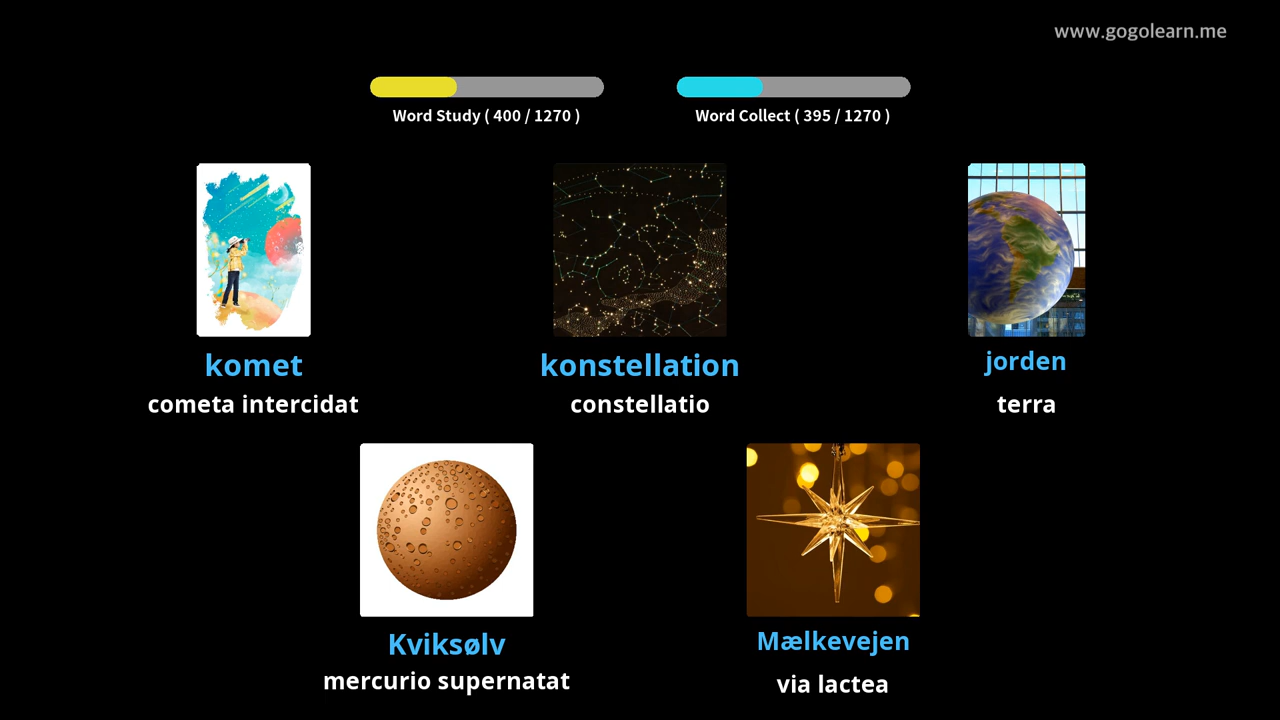 www.gogolearn.me
Word Study ( 400 / 1270 )
Word Collect ( 395 / 1270 )
komet
cometa intercidat
konstellation
constellatio
jorden
terra
Kviksølv
mercurio supernatat
Mælkevejen
via lactea